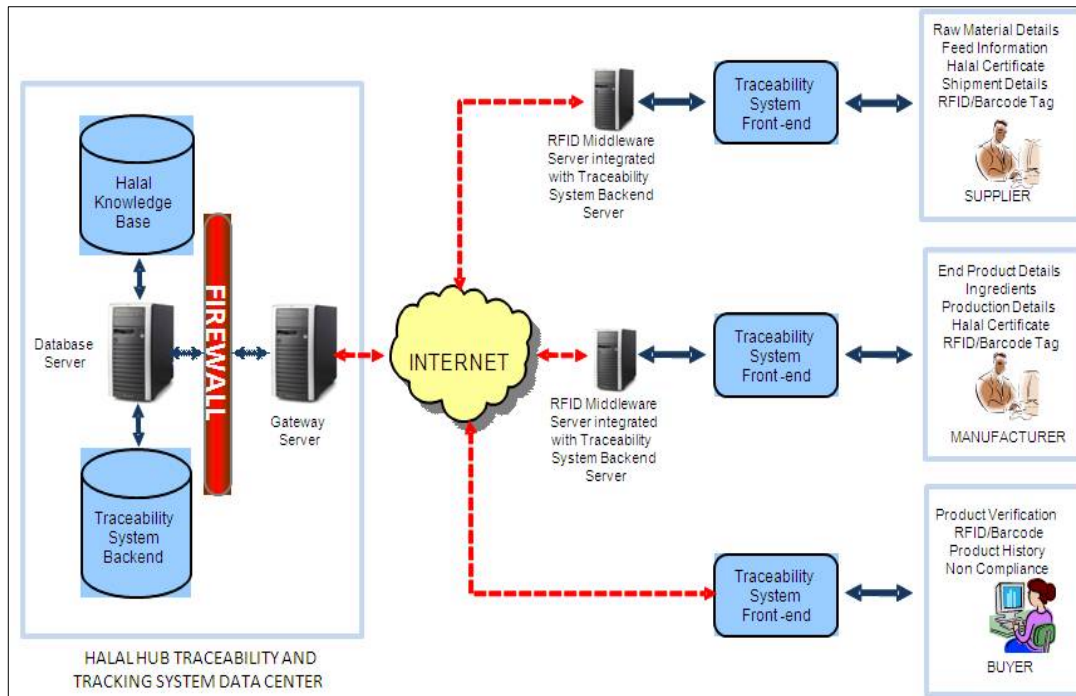 Halal
Knowledge
Base
Database
Server
FIREWALL
Gateway
Server
Traceability
System
Backend
HALAL HUB TRACEABILITY AND
TRACKING SYSTEM DATA CENTER
INTERNET
RFID Middleware
Server integrated
with Traceability
System Backend
Server
Traceability
System
Front-end
Raw Material Details
Feed Information
Halal Certificate
Shipment Details
RFID/Barcode Tag
SUPPLIER
RFID Middleware
Server integrated
with Traceability
System Backend
Server
Traceability
System
Front-end
End Product Details
Ingredients
Production Details
Halal Certificate
RFID/Barcode Tag
MANUFACTURER
Traceability
System
Front-end
Product Verification
RFID/Barcode
Product History
Non Compliance
BUYER